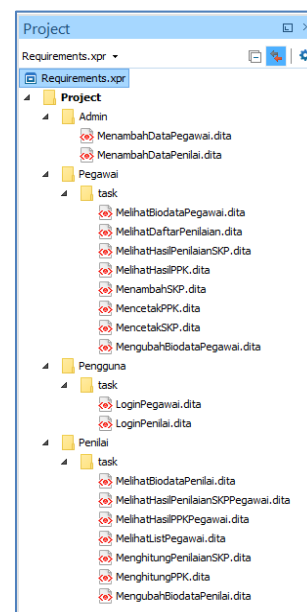 Project
Requirements.xpr
Requirements.xpr
Project
Admin
MenambahDataPegawai.dita
MenambahDataPenilai.dita
Pegawai
task
MelihatBiodataPegawai.dita
MelihatDaftarPenilaian.dita
MelihatHasilPenilaianSKP.dita
MelihatHasilPPK.dita
MenambahSKP.dita
MencetakPPK.dita
MencetakSKP.dita
MengubahBiodataPegawai.dita
Pengguna
task
LoginPegawai.dita
LoginPenilai.dita
Penilai
task
MelihatBiodataPenilai.dita
MelihatHasilPenilaianSKPPegawai.dita
MelihatHasilPPKPegawai.dita
MelihatListPegawai.dita
MenghitungPenilaianSKP.dita
MenghitungPPK.dita
MengubahBiodataPenilai.dita